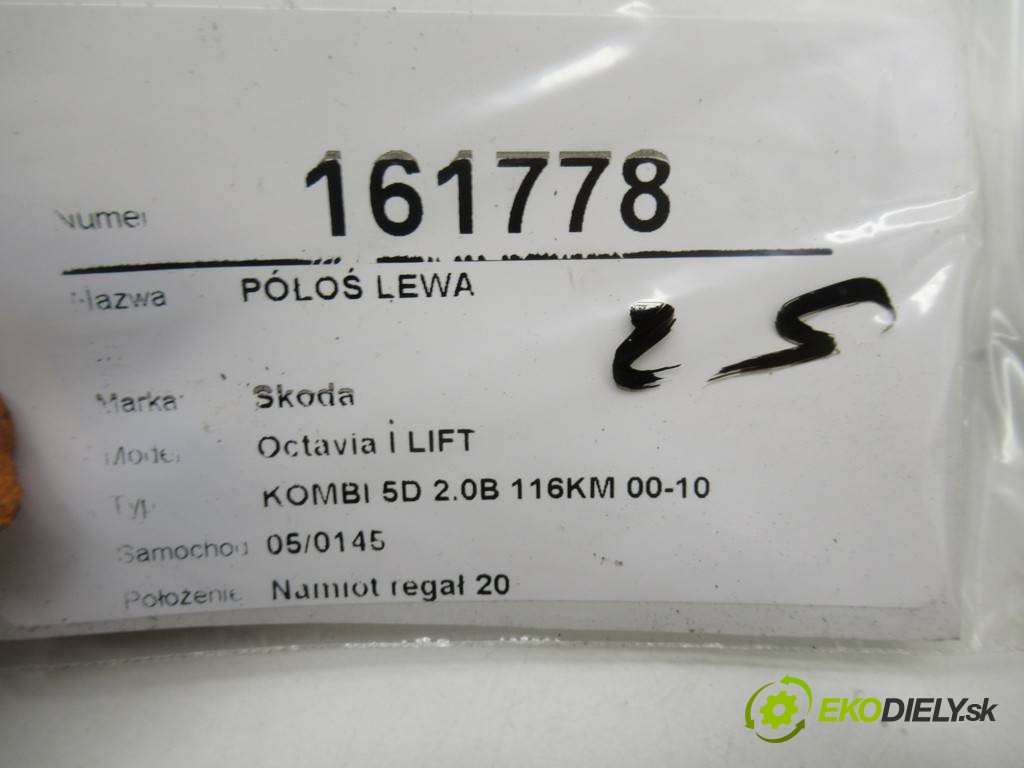 Numer 161778
Nazwa PÓŁOŚ LEWA
25
Marka Skoda
Model Octavia I LIFT
Typ KOMBI 5D 2.0B 116KM 00-10
Samochod 05/0145
Położenie Namiot regał 20
EKODIELY.sk